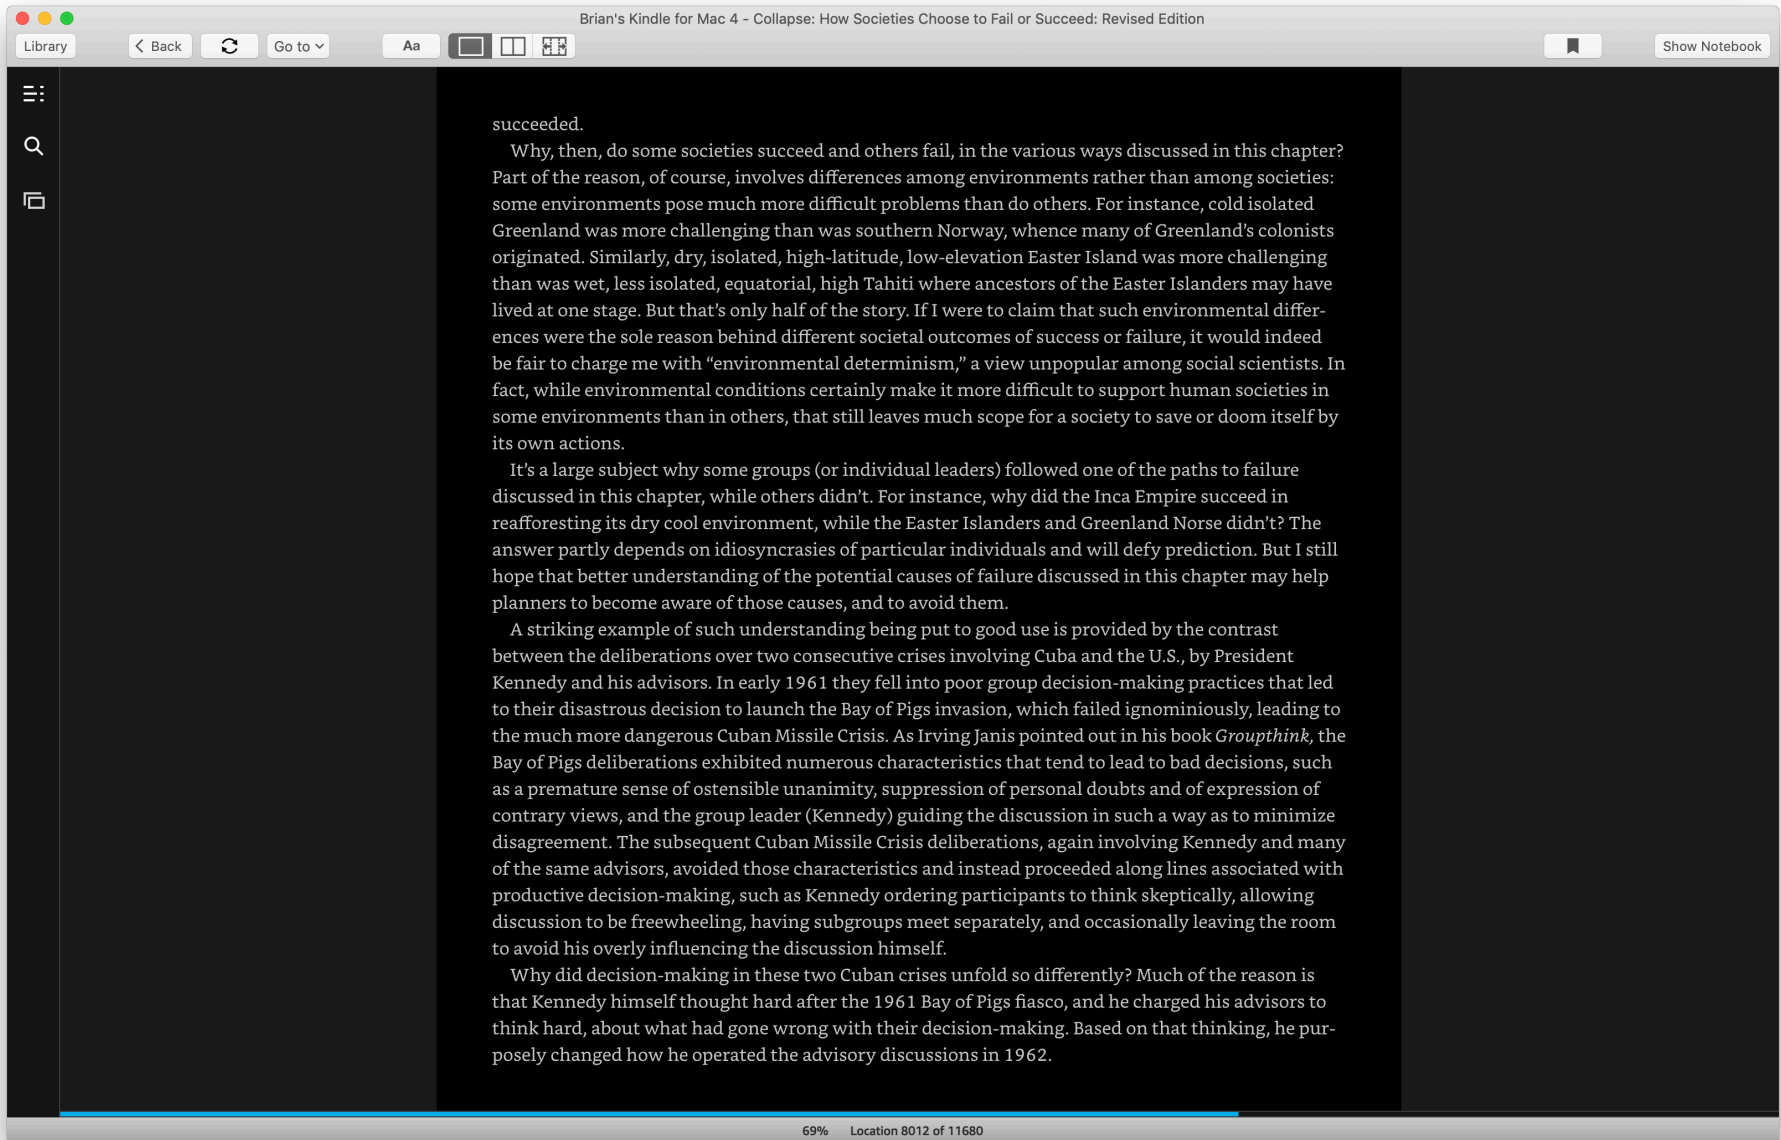 Brian's Kindle for Mac 4 - Collapse: How Societies Choose to Fail or Succeed: Revised Edition
Library
Back
Go to
Aa
Show Notebook
succeeded.
Why, then, do some societies succeed and others fail, in the various ways discussed in this chapter?
Part of the reason, of course, involves differences among environments rather than among societies:
some environments pose much more difficult problems than do others. For instance, cold isolated
Greenland was more challenging than was southern Norway, whence many of Greenland’s colonists
originated. Similarly, dry, isolated, high-latitude, low-elevation Easter Island was more challenging
than was wet, less isolated, equatorial, high Tahiti where ancestors of the Easter Islanders may have
lived at one stage. But that’s only half of the story. If I were to claim that such environmental differ-
ences were the sole reason behind different societal outcomes of success or failure, it would indeed
be fair to charge me with “environmental determinism,” a view unpopular among social scientists. In
fact, while environmental conditions certainly make it more difficult to support human societies in
some environments than in others, that still leaves much scope for a society to save or doom itself by
its own actions.
It’s a large subject why some groups (or individual leaders) followed one of the paths to failure
discussed in this chapter, while others didn’t. For instance, why did the Inca Empire succeed in
reafforesting its dry cool environment, while the Easter Islanders and Greenland Norse didn’t? The
answer partly depends on idiosyncrasies of particular individuals and will defy prediction. But I still
hope that better understanding of the potential causes of failure discussed in this chapter may help
planners to become aware of those causes, and to avoid them.
A striking example of such understanding being put to good use is provided by the contrast
between the deliberations over two consecutive crises involving Cuba and the U.S., by President
Kennedy and his advisors. In early 1961 they fell into poor group decision-making practices that led
to their disastrous decision to launch the Bay of Pigs invasion, which failed ignominiously, leading to
the much more dangerous Cuban Missile Crisis. As Irving Janis pointed out in his book Groupthink, the
Bay of Pigs deliberations exhibited numerous characteristics that tend to lead to bad decisions, such
as a premature sense of ostensible unanimity, suppression of personal doubts and of expression of
contrary views, and the group leader (Kennedy) guiding the discussion in such a way as to minimize
disagreement. The subsequent Cuban Missile Crisis deliberations, again involving Kennedy and many
of the same advisors, avoided those characteristics and instead proceeded along lines associated with
productive decision-making, such as Kennedy ordering participants to think skeptically, allowing
discussion to be freewheeling, having subgroups meet separately, and occasionally leaving the room
to avoid his overly influencing the discussion himself.
Why did decision-making in these two Cuban crises unfold so differently? Much of the reason is
that Kennedy himself thought hard after the 1961 Bay of Pigs fiasco, and he charged his advisors to
think hard, about what had gone wrong with their decision-making. Based on that thinking, he pur-
posely changed how he operated the advisory discussions in 1962.
69% Location 8012 of 11680